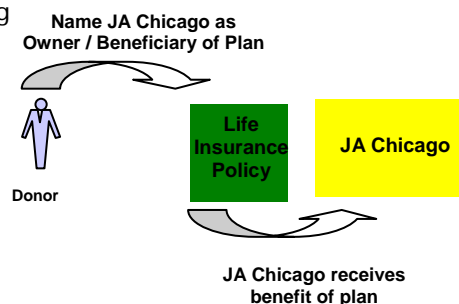 g
Name JA Chicago as
Owner / Beneficiary of Plan
Life
Insurance
Policy
JA Chicago
Donor
JA Chicago receives
benefit of plan